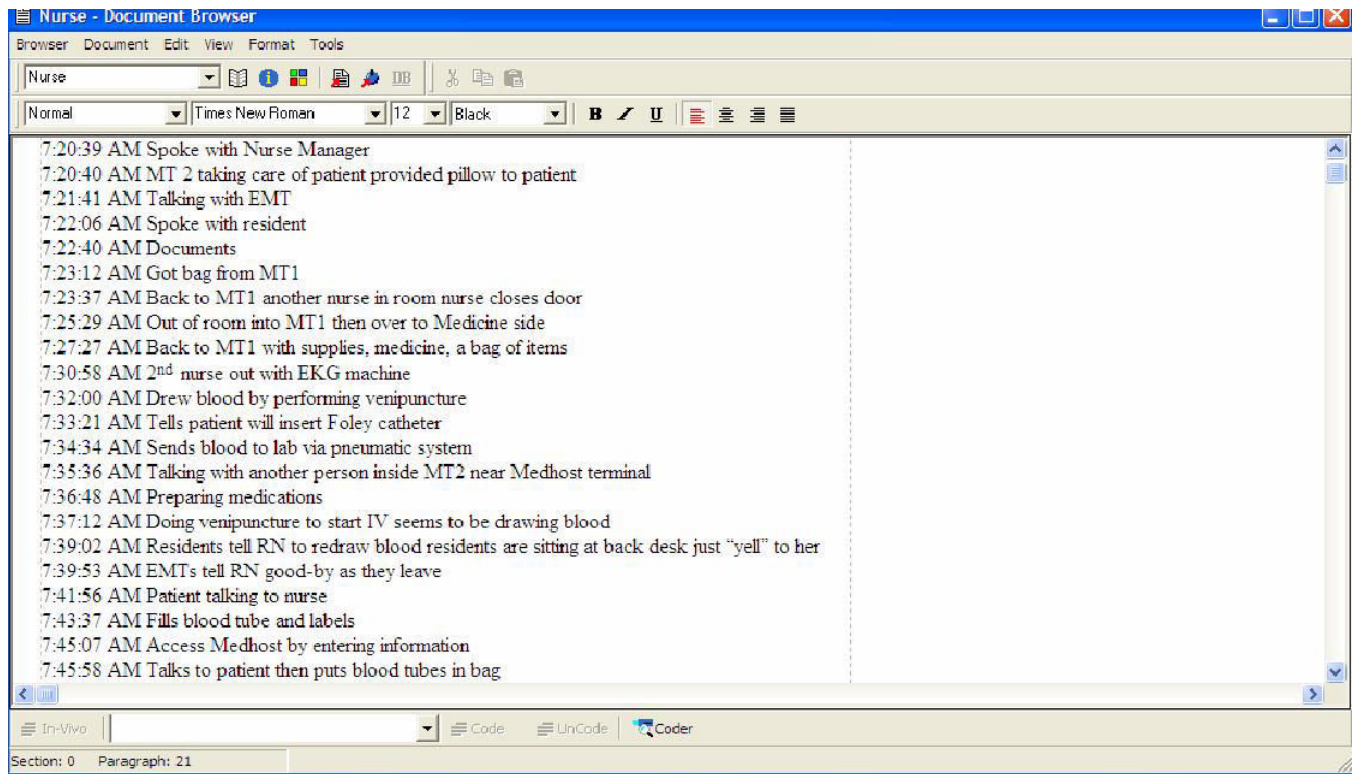 Nurse - Document Browser
Browser Document Edit View Format Tools
Nurse DB
Normal Times New Roman 12 Black B I U
7:20:39 AM Spoke with Nurse Manager
7:20:40 AM MT 2 taking care of patient provided pillow to patient
7:21:41 AM Talking with EMT
7:22:06 AM Spoke with resident
7:22:40 AM Documents
7:23:12 AM Got bag from MT1
7:23:37 AM Back to MT1 another nurse in room nurse closes door
7:25:29 AM Out of room into MT1 then over to Medicine side
7:27:27 AM Back to MT1 with supplies, medicine, a bag of items
7:30:58 AM 2nd nurse out with EKG machine
7:32:00 AM Drew blood by performing venipuncture
7:33:21 AM Tells patient will insert Foley catheter
7:34:34 AM Sends blood to lab via pneumatic system
7:35:36 AM Talking with another person inside MT2 near Medhost terminal
7:36:48 AM Preparing medications
7:37:12 AM Doing venipuncture to start IV seems to be drawing blood
7:39:02 AM Residents tell RN to redraw blood residents are sitting at back desk just “yell” to her
7:39:53 AM EMTs tell RN good-by as they leave
7:41:56 AM Patient talking to nurse
7:43:37 AM Fills blood tube and labels
7:45:07 AM Access Medhost by entering information
7:45:58 AM Talks to patient then puts blood tubes in bag
In-Vivo Code UnCode Coder
Section: 0 Paragraph: 21